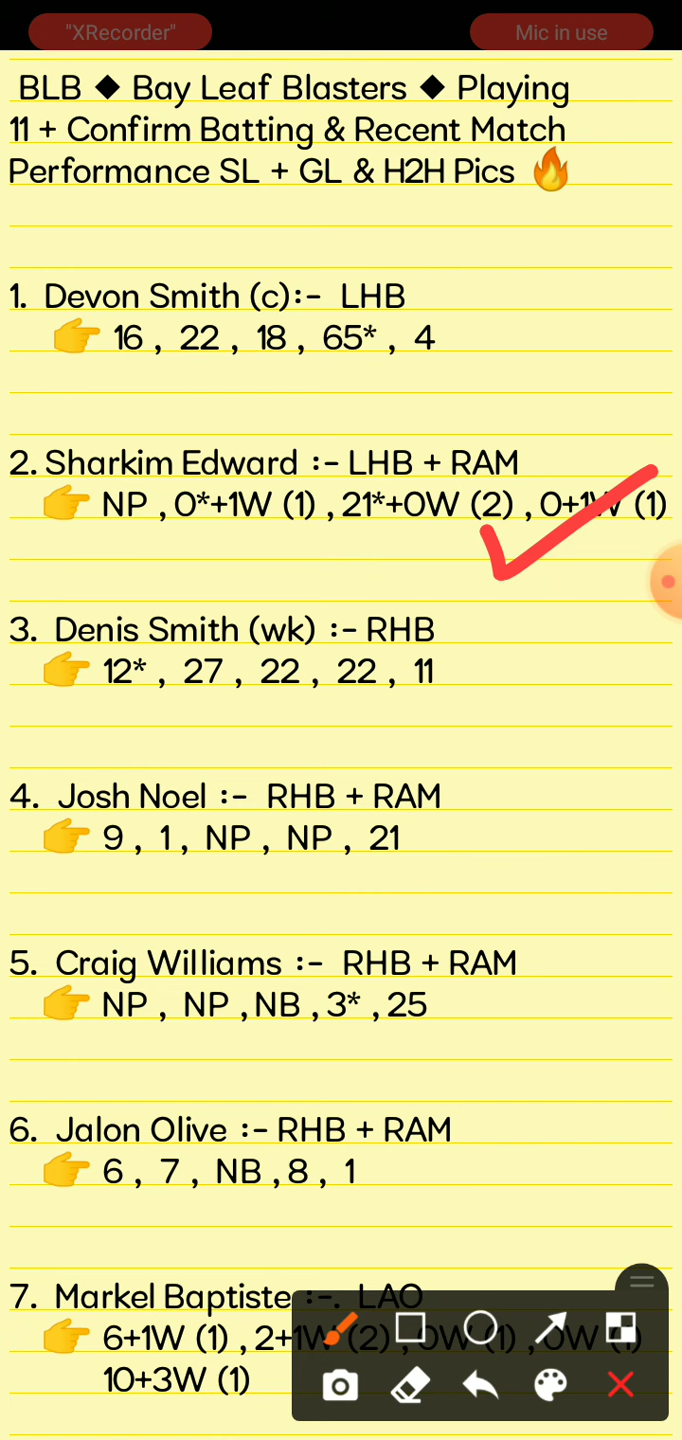 "XRecorder"
Mic in use
BLB ◆ Bay Leaf Blasters ◆ Playing
11 + Confirm Batting & Recent Match
Performance SL + GL & H2H Pics 🔥
1. Devon Smith (c):- LHB
👉 16 , 22 , 18 , 65* , 4
2. Sharkim Edward :- LHB + RAM
👉 NP , 0*+1W (1) , 21*+0W (2) , 0+1W (1)
3. Denis Smith (wk) :- RHB
👉 12* , 27 , 22 , 22 , 11
4. Josh Noel :- RHB + RAM
👉 9 , 1 , NP , NP , 21
5. Craig Williams :- RHB + RAM
👉 NP , NP , NB , 3* , 25
6. Jalon Olive :- RHB + RAM
👉 6 , 7 , NB , 8 , 1
7. Markel Baptiste :-. LAO
👉 6+1W (1) , 2+1W (2) , 0W (1) , 0W (1)
10+3W (1)